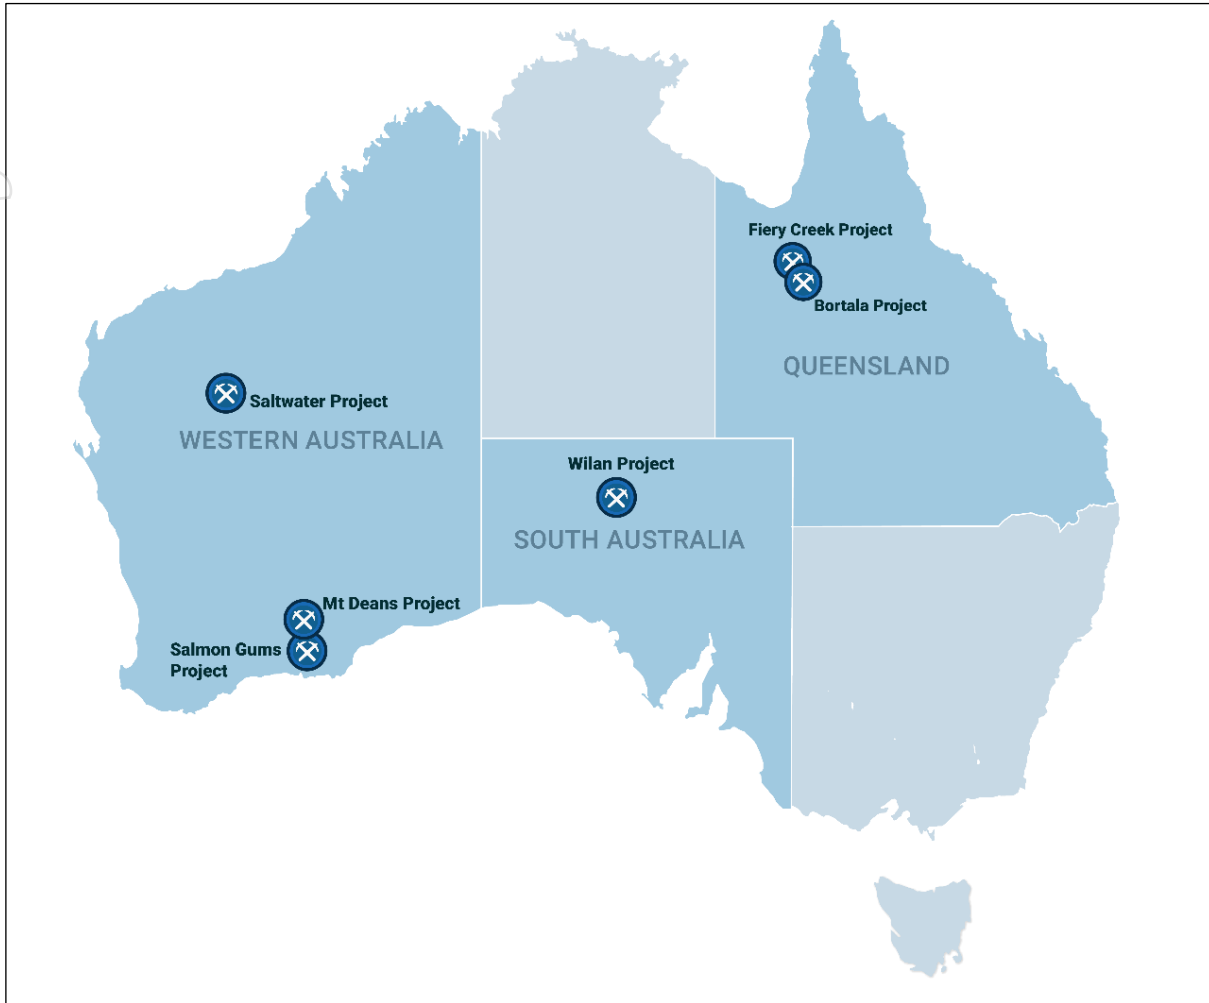 Fiery Creek Project
Bortala Project
QUEENSLAND
Saltwater Project
WESTERN AUSTRALIA
Wilan Project
SOUTH AUSTRALIA
Mt Deans Project
Salmon Gums
Project